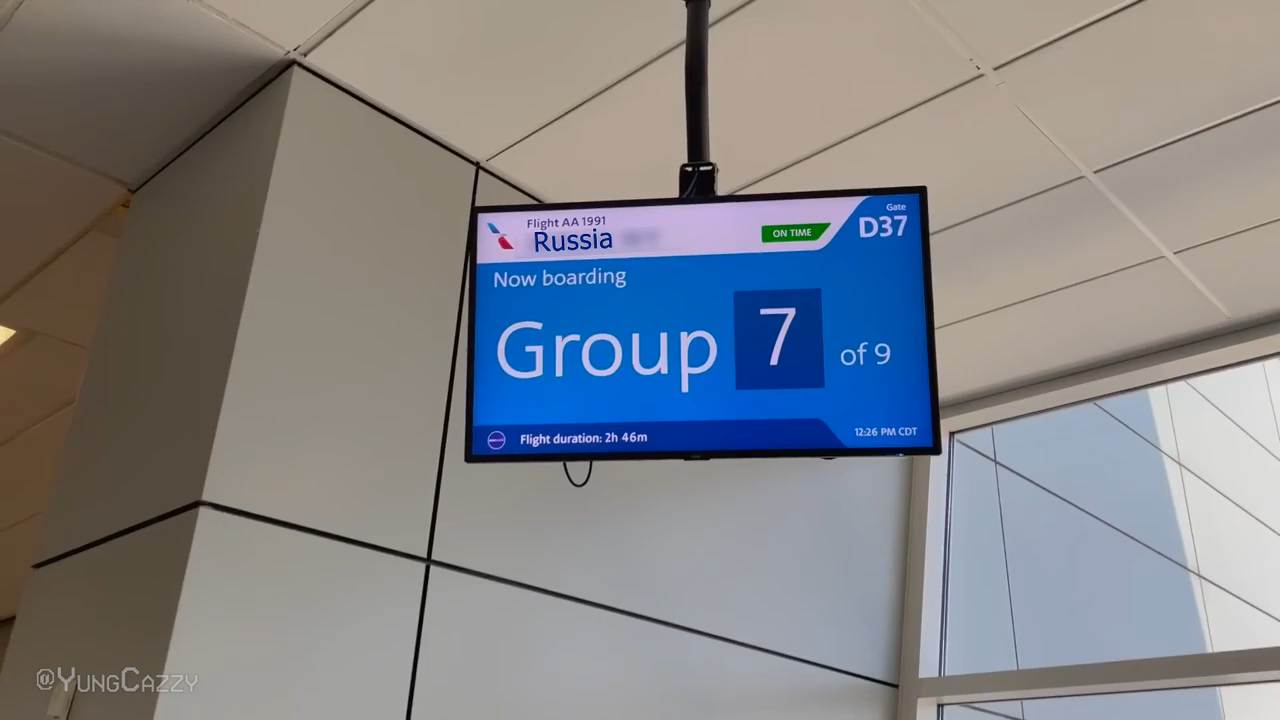 Flight AA 1991
Russia
ON TIME
Gate
D37
Now boarding
Group 7 of 9
Flight duration: 2h 46m
12:26 PM CDT
@YungCazzy